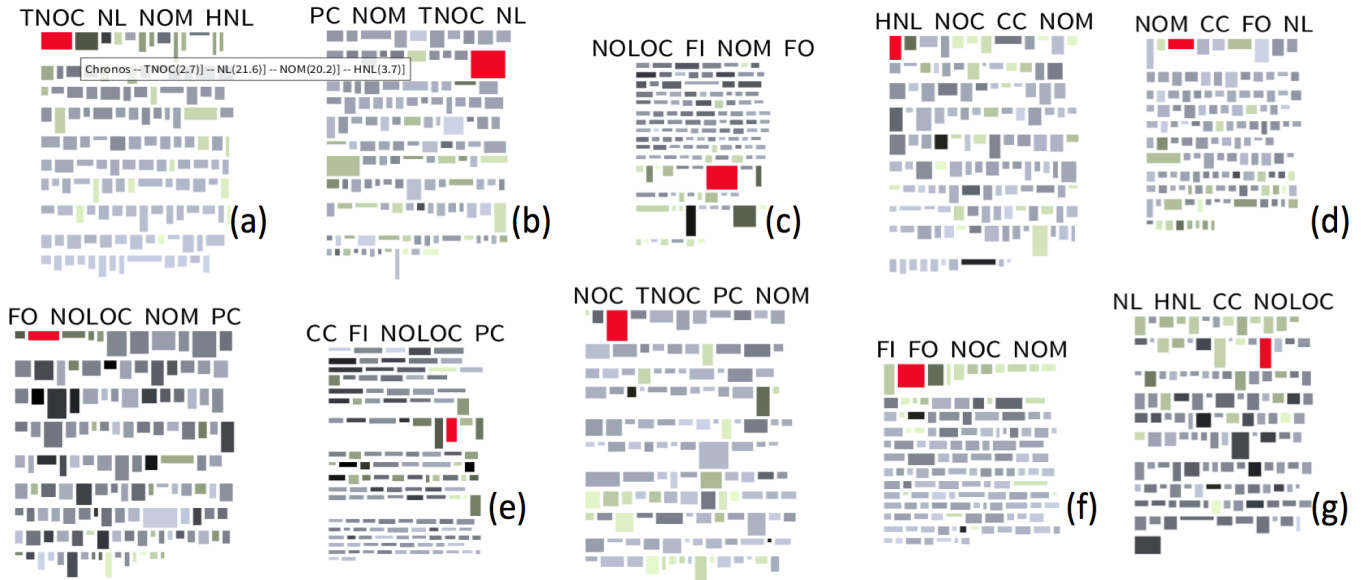 TNOC NL NOM HNL
Chronos -- TNOC(2.7)] -- NL(21.6)] -- NOM(20.2)] -- HNL(3.7)]
(a)
PC NOM TNOC NL
(b)
NOLOC FI NOM FO
(c)
HNL NOC CC NOM
NOM CC FO NL
(d)
FO NOLOC NOM PC
CC FI NOLOC PC
(e)
NOC TNOC PC NOM
FI FO NOC NOM
(f)
NL HNL CC NOLOC
(g)